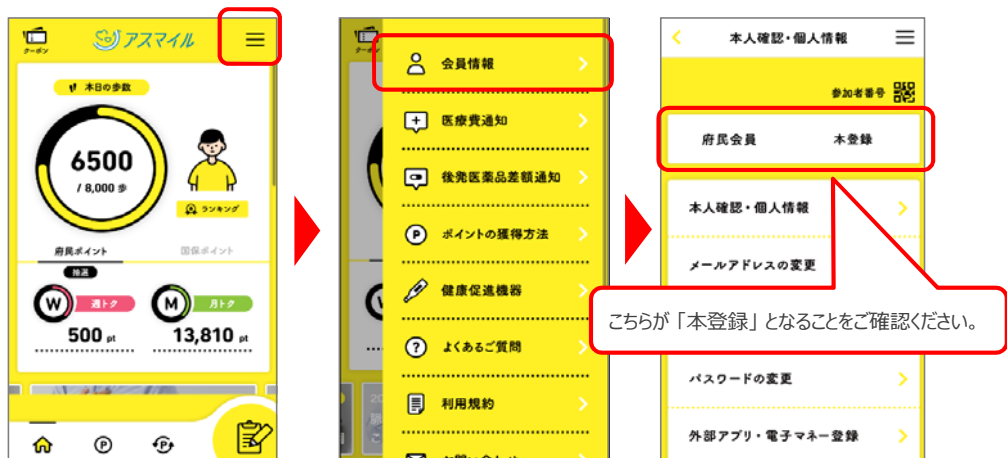 クーポン
アスマイル
本日の歩数
6500
/ 8,000 歩
ランキング
府民ポイント
国保ポイント
抽選
W
週トク
M
月トク
500 pt
13,810 pt
P
P
クーポン
会員情報
医療費通知
後発医薬品差額通知
P
ポイントの獲得方法
健康促進機器
?
よくあるご質問
利用規約
本人確認・個人情報
参加者番号
府民会員
本登録
本人確認・個人情報
メールアドレスの変更
こちらが「本登録」となることをご確認ください。
パスワードの変更
外部アプリ・電子マネー登録